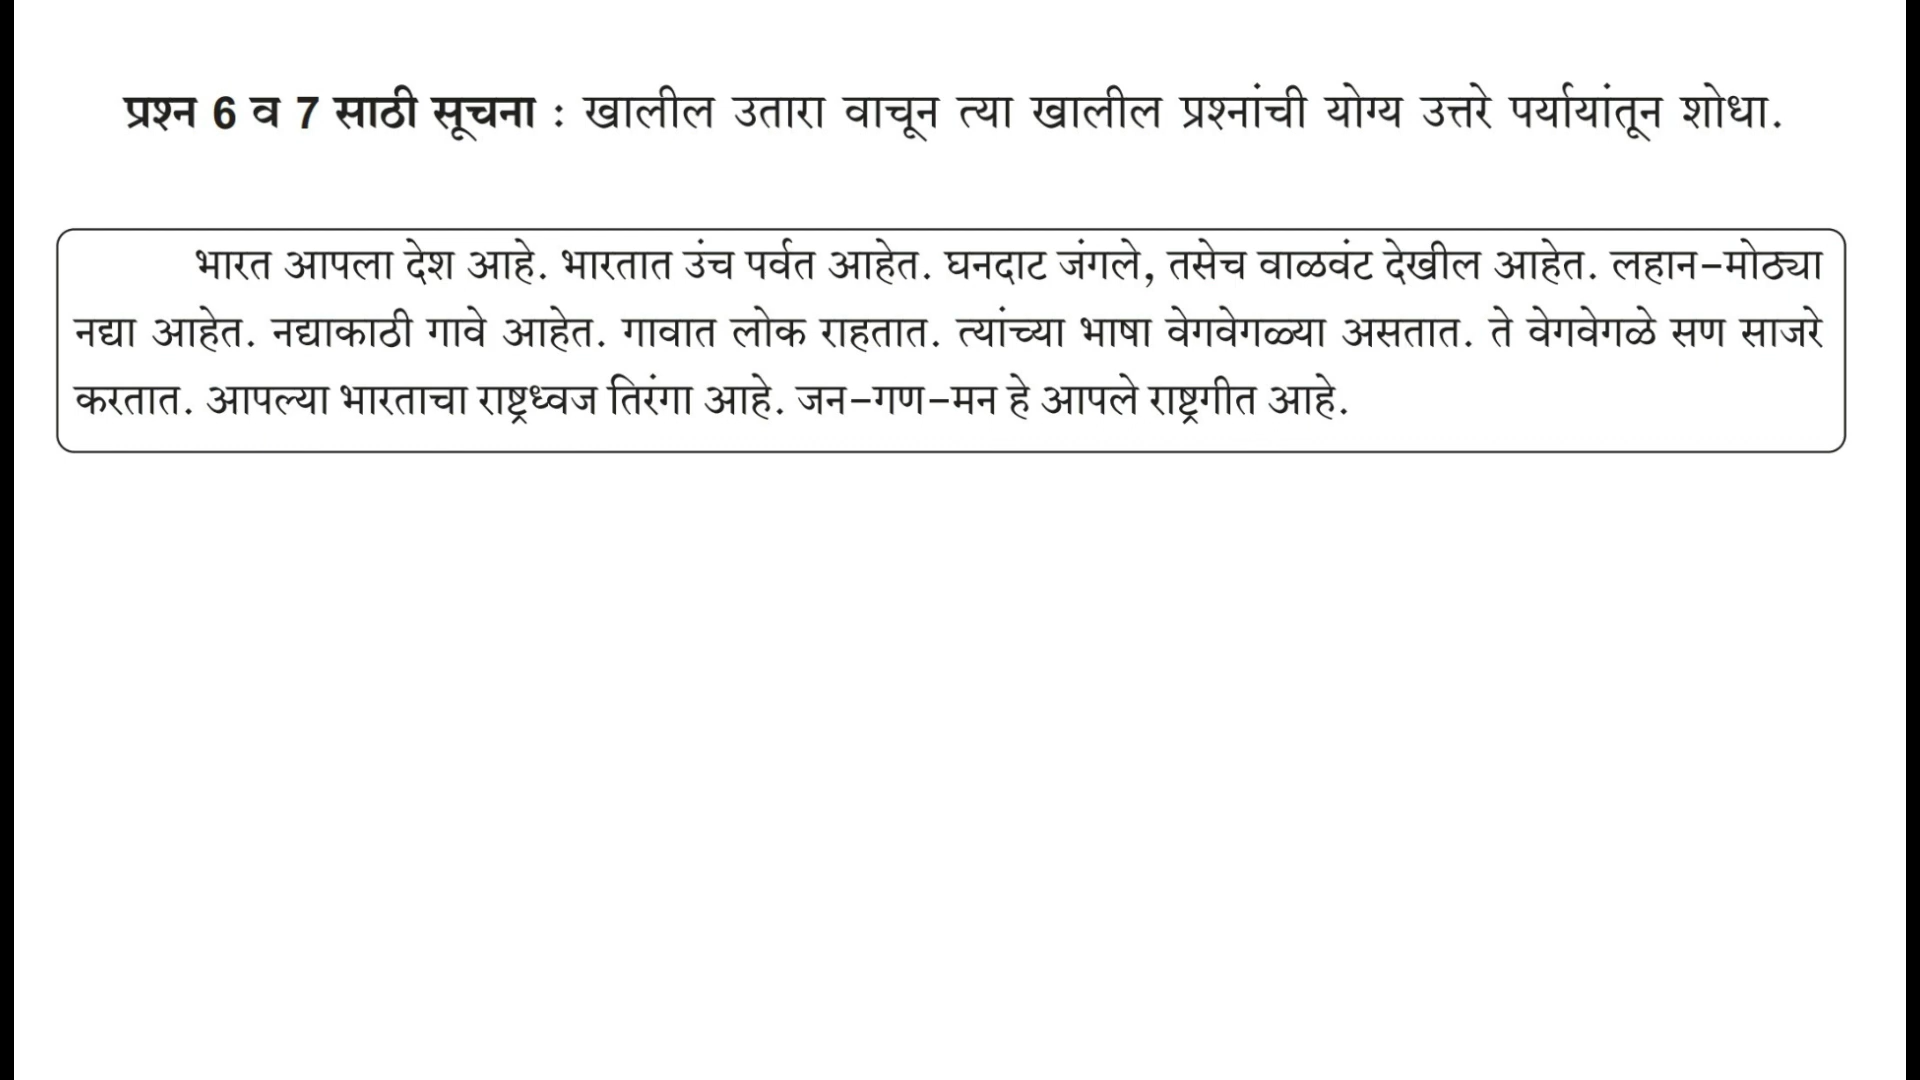 प्रश्न 6 व 7 साठी सूचना : खालील उतारा वाचून त्या खालील प्रश्नांची योग्य उत्तरे पर्यायांतून शोधा.
भारत आपला देश आहे. भारतात उंच पर्वत आहेत. घनदाट जंगले, तसेच वाळवंट देखील आहेत. लहान-मोठ्या
नद्या आहेत. नद्याकाठी गावे आहेत. गावात लोक राहतात. त्यांच्या भाषा वेगवेगळ्या असतात. ते वेगवेगळे सण साजरे
करतात. आपल्या भारताचा राष्ट्रध्वज तिरंगा आहे. जन-गण-मन हे आपले राष्ट्रगीत आहे.